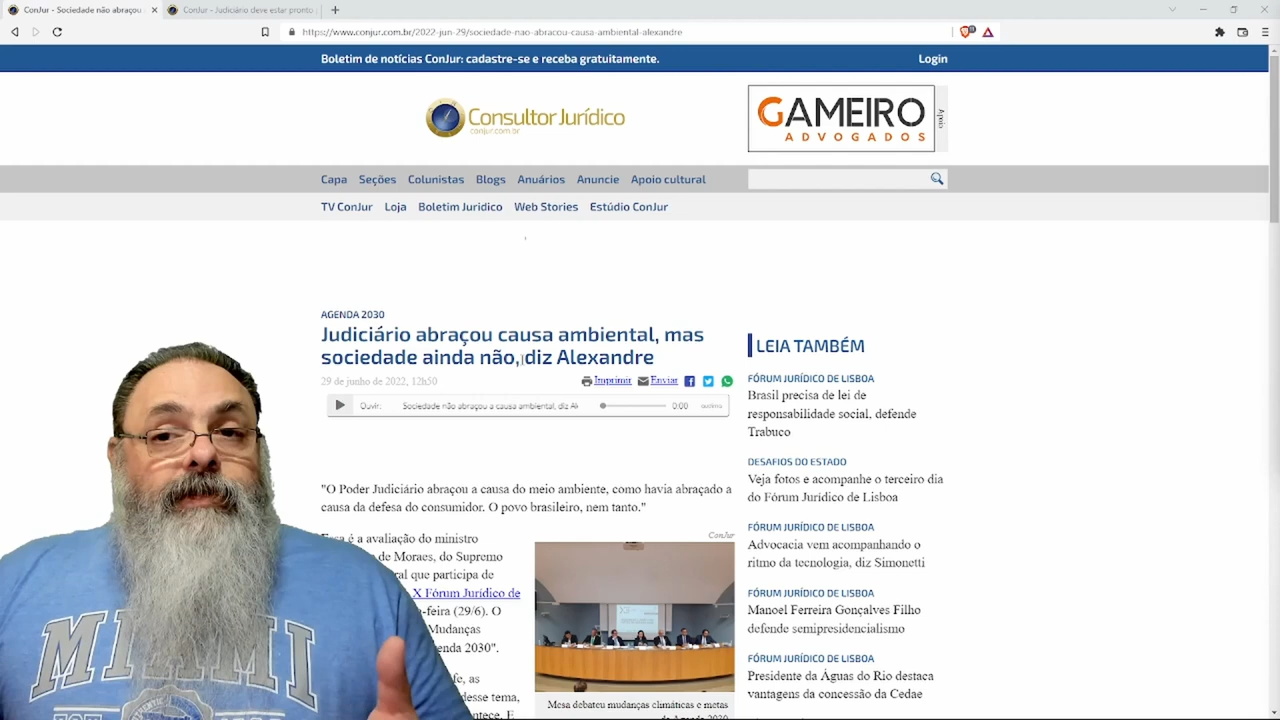 ConJur - Sociedade não abraçou
ConJur - Judiciário deve estar pronto
https://www.conjur.com.br/2022-jun-29/sociedade-nao-abracou-causa-ambiental-alexandre
Boletim de notícias ConJur: cadastre-se e receba gratuitamente.
Login
Consultor Jurídico
conjur.com.br
GAMEIRO
ADVOGADOS
Apoio
Capa Seções Colunistas Blogs Anuários Anuncie Apoio cultural
TV ConJur Loja Boletim Juridico Web Stories Estúdio ConJur
AGENDA 2030
Judiciário abraçou causa ambiental, mas
sociedade ainda não, diz Alexandre
29 de junho de 2022, 12h50
Imprimir Enviar
Ouvir: Sociedade não abraçou a causa ambiental, diz Al 0:00
"O Poder Judiciário abraçou a causa do meio ambiente, como havia abraçado a
causa da defesa do consumidor. O povo brasileiro, nem tanto."
ConJur
é a avaliação do ministro
de Moraes, do Supremo
ral que participa de
X Fórum Jurídico de
-feira (29/6). O
Mudanças
enda 2030".
fe, as
desse tema,
ntece. E
Mesa debateu mudanças climáticas e metas
da Agenda 2030
LEIA TAMBÉM
FÓRUM JURÍDICO DE LISBOA
Brasil precisa de lei de
responsabilidade social, defende
Trabuco
DESAFIOS DO ESTADO
Veja fotos e acompanhe o terceiro dia
do Fórum Jurídico de Lisboa
FÓRUM JURÍDICO DE LISBOA
Advocacia vem acompanhando o
ritmo da tecnologia, diz Simonetti
FÓRUM JURÍDICO DE LISBOA
Manoel Ferreira Gonçalves Filho
defende semipresidencialismo
FÓRUM JURÍDICO DE LISBOA
Presidente da Águas do Rio destaca
vantagens da concessão da Cedae
MIAMI